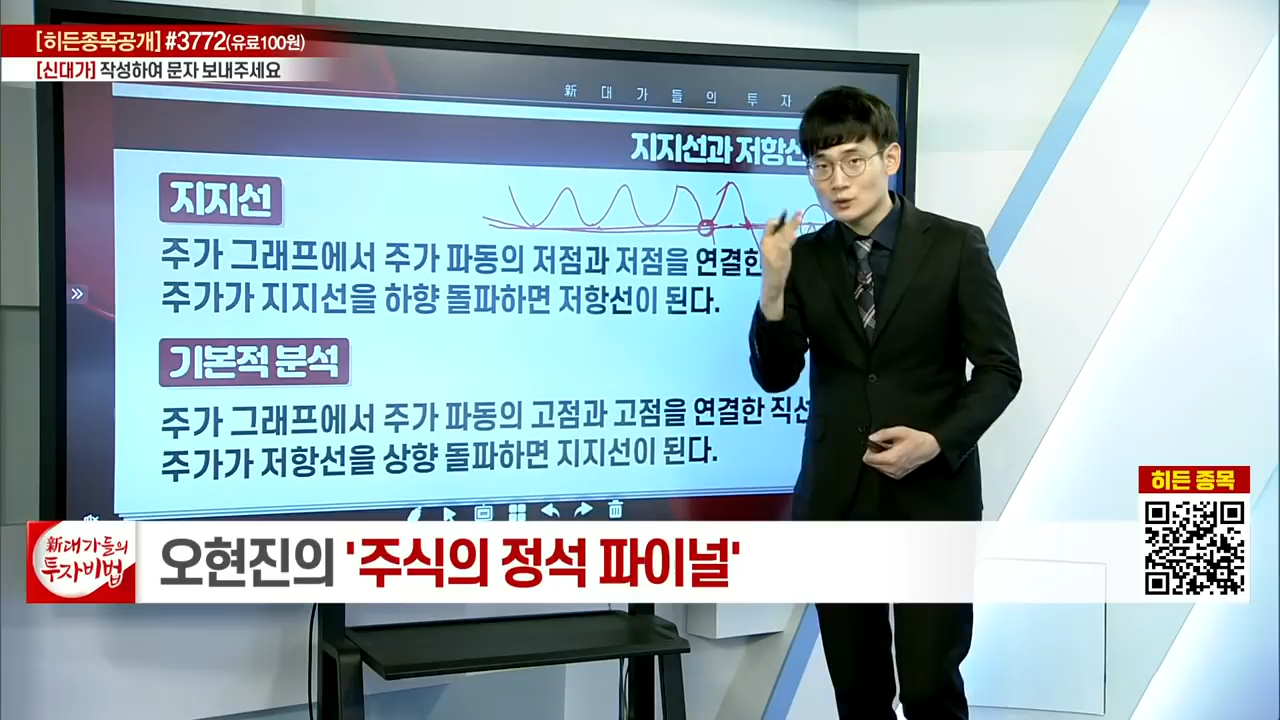 [히든종목공개] #3772(유료100원)
[신대가] 작성하여 문자 보내주세요
新 대 가 들 의 투 자
지지선과 저항선
지지선
주가 그래프에서 주가 파동의 저점과 저점을 연결한
주가가 지지선을 하향 돌파하면 저항선이 된다.
기본적 분석
주가 그래프에서 주가 파동의 고점과 고점을 연결한 직선
주가가 저항선을 상향 돌파하면 지지선이 된다.
히든 종목
新대가들의
투자비법
오현진의 '주식의 정석 파이널'